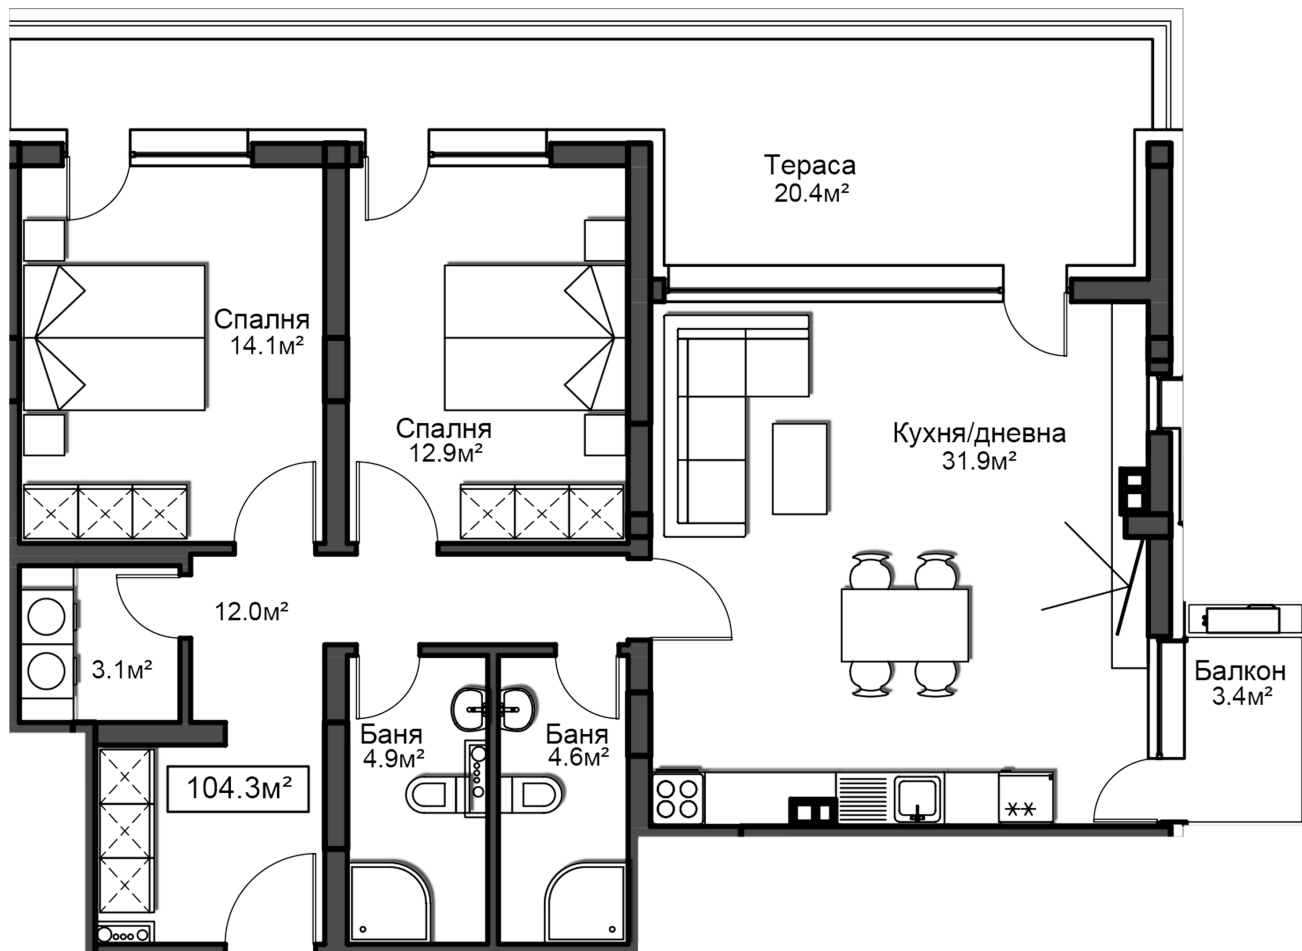 Тераса
20.4м²
Спалня
14.1м²
Спалня
12.9м²
Кухня/дневна
31.9м²
12.0м²
3.1м²
Балкон
3.4м²
Баня
4.9м²
Баня
4.6м²
104.3м²